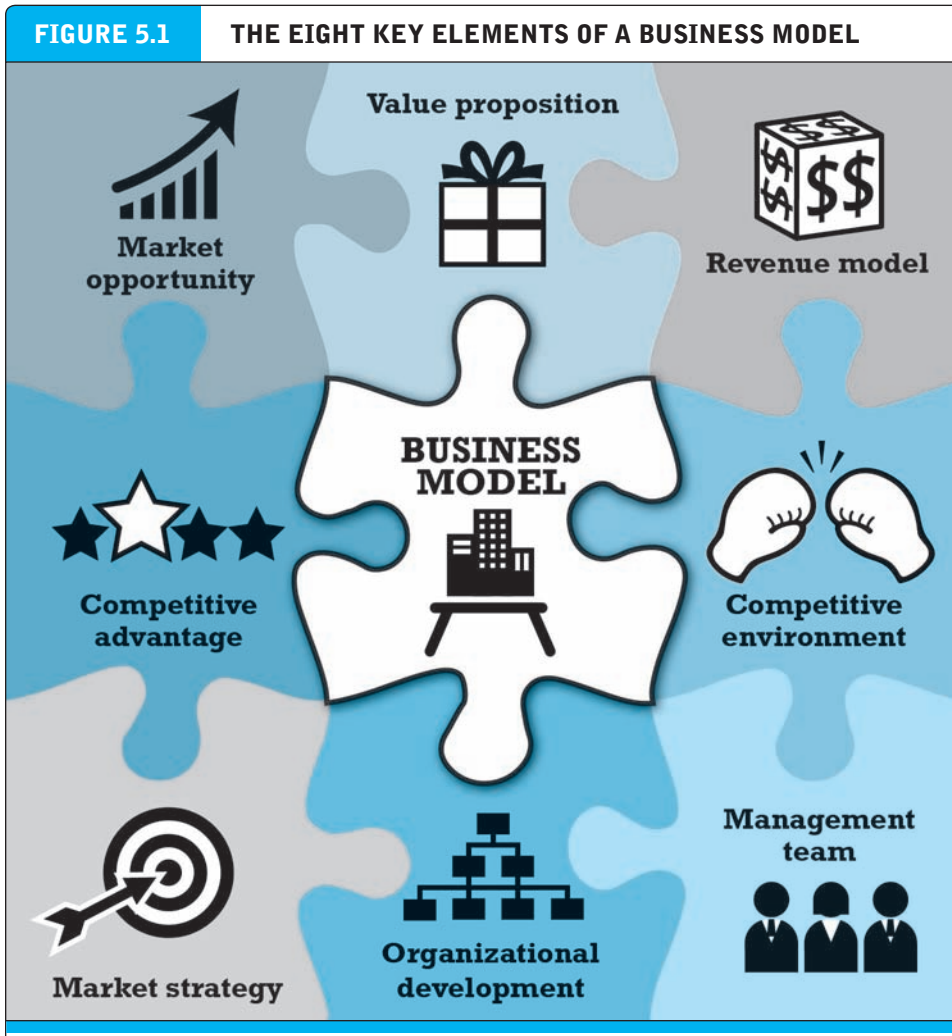 FIGURE 5.1 THE EIGHT KEY ELEMENTS OF A BUSINESS MODEL
Market
opportunity
Value proposition
$$
$$
$$
Revenue model
Competitive
advantage
BUSINESS
MODEL
Competitive
environment
Market strategy
Organizational
development
Management
team